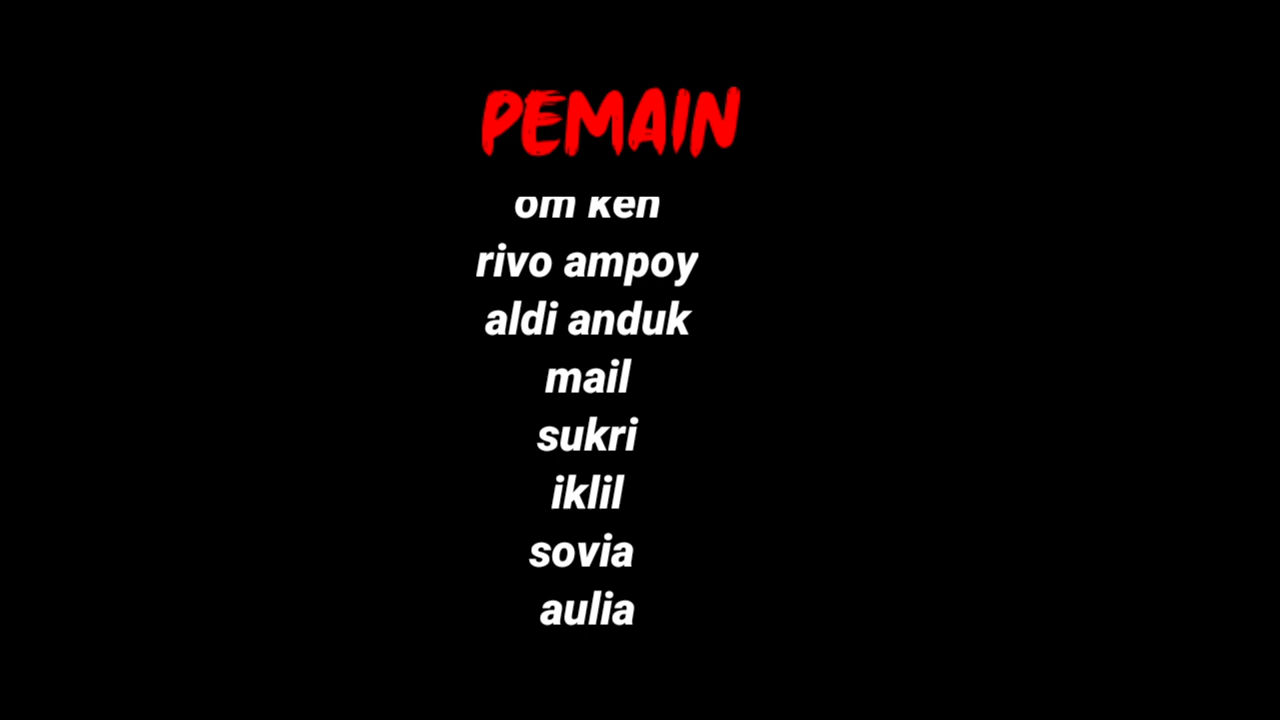 PEMAIN
om ken
rivo ampoy
aldi anduk
mail
sukri
iklil
sovia
aulia